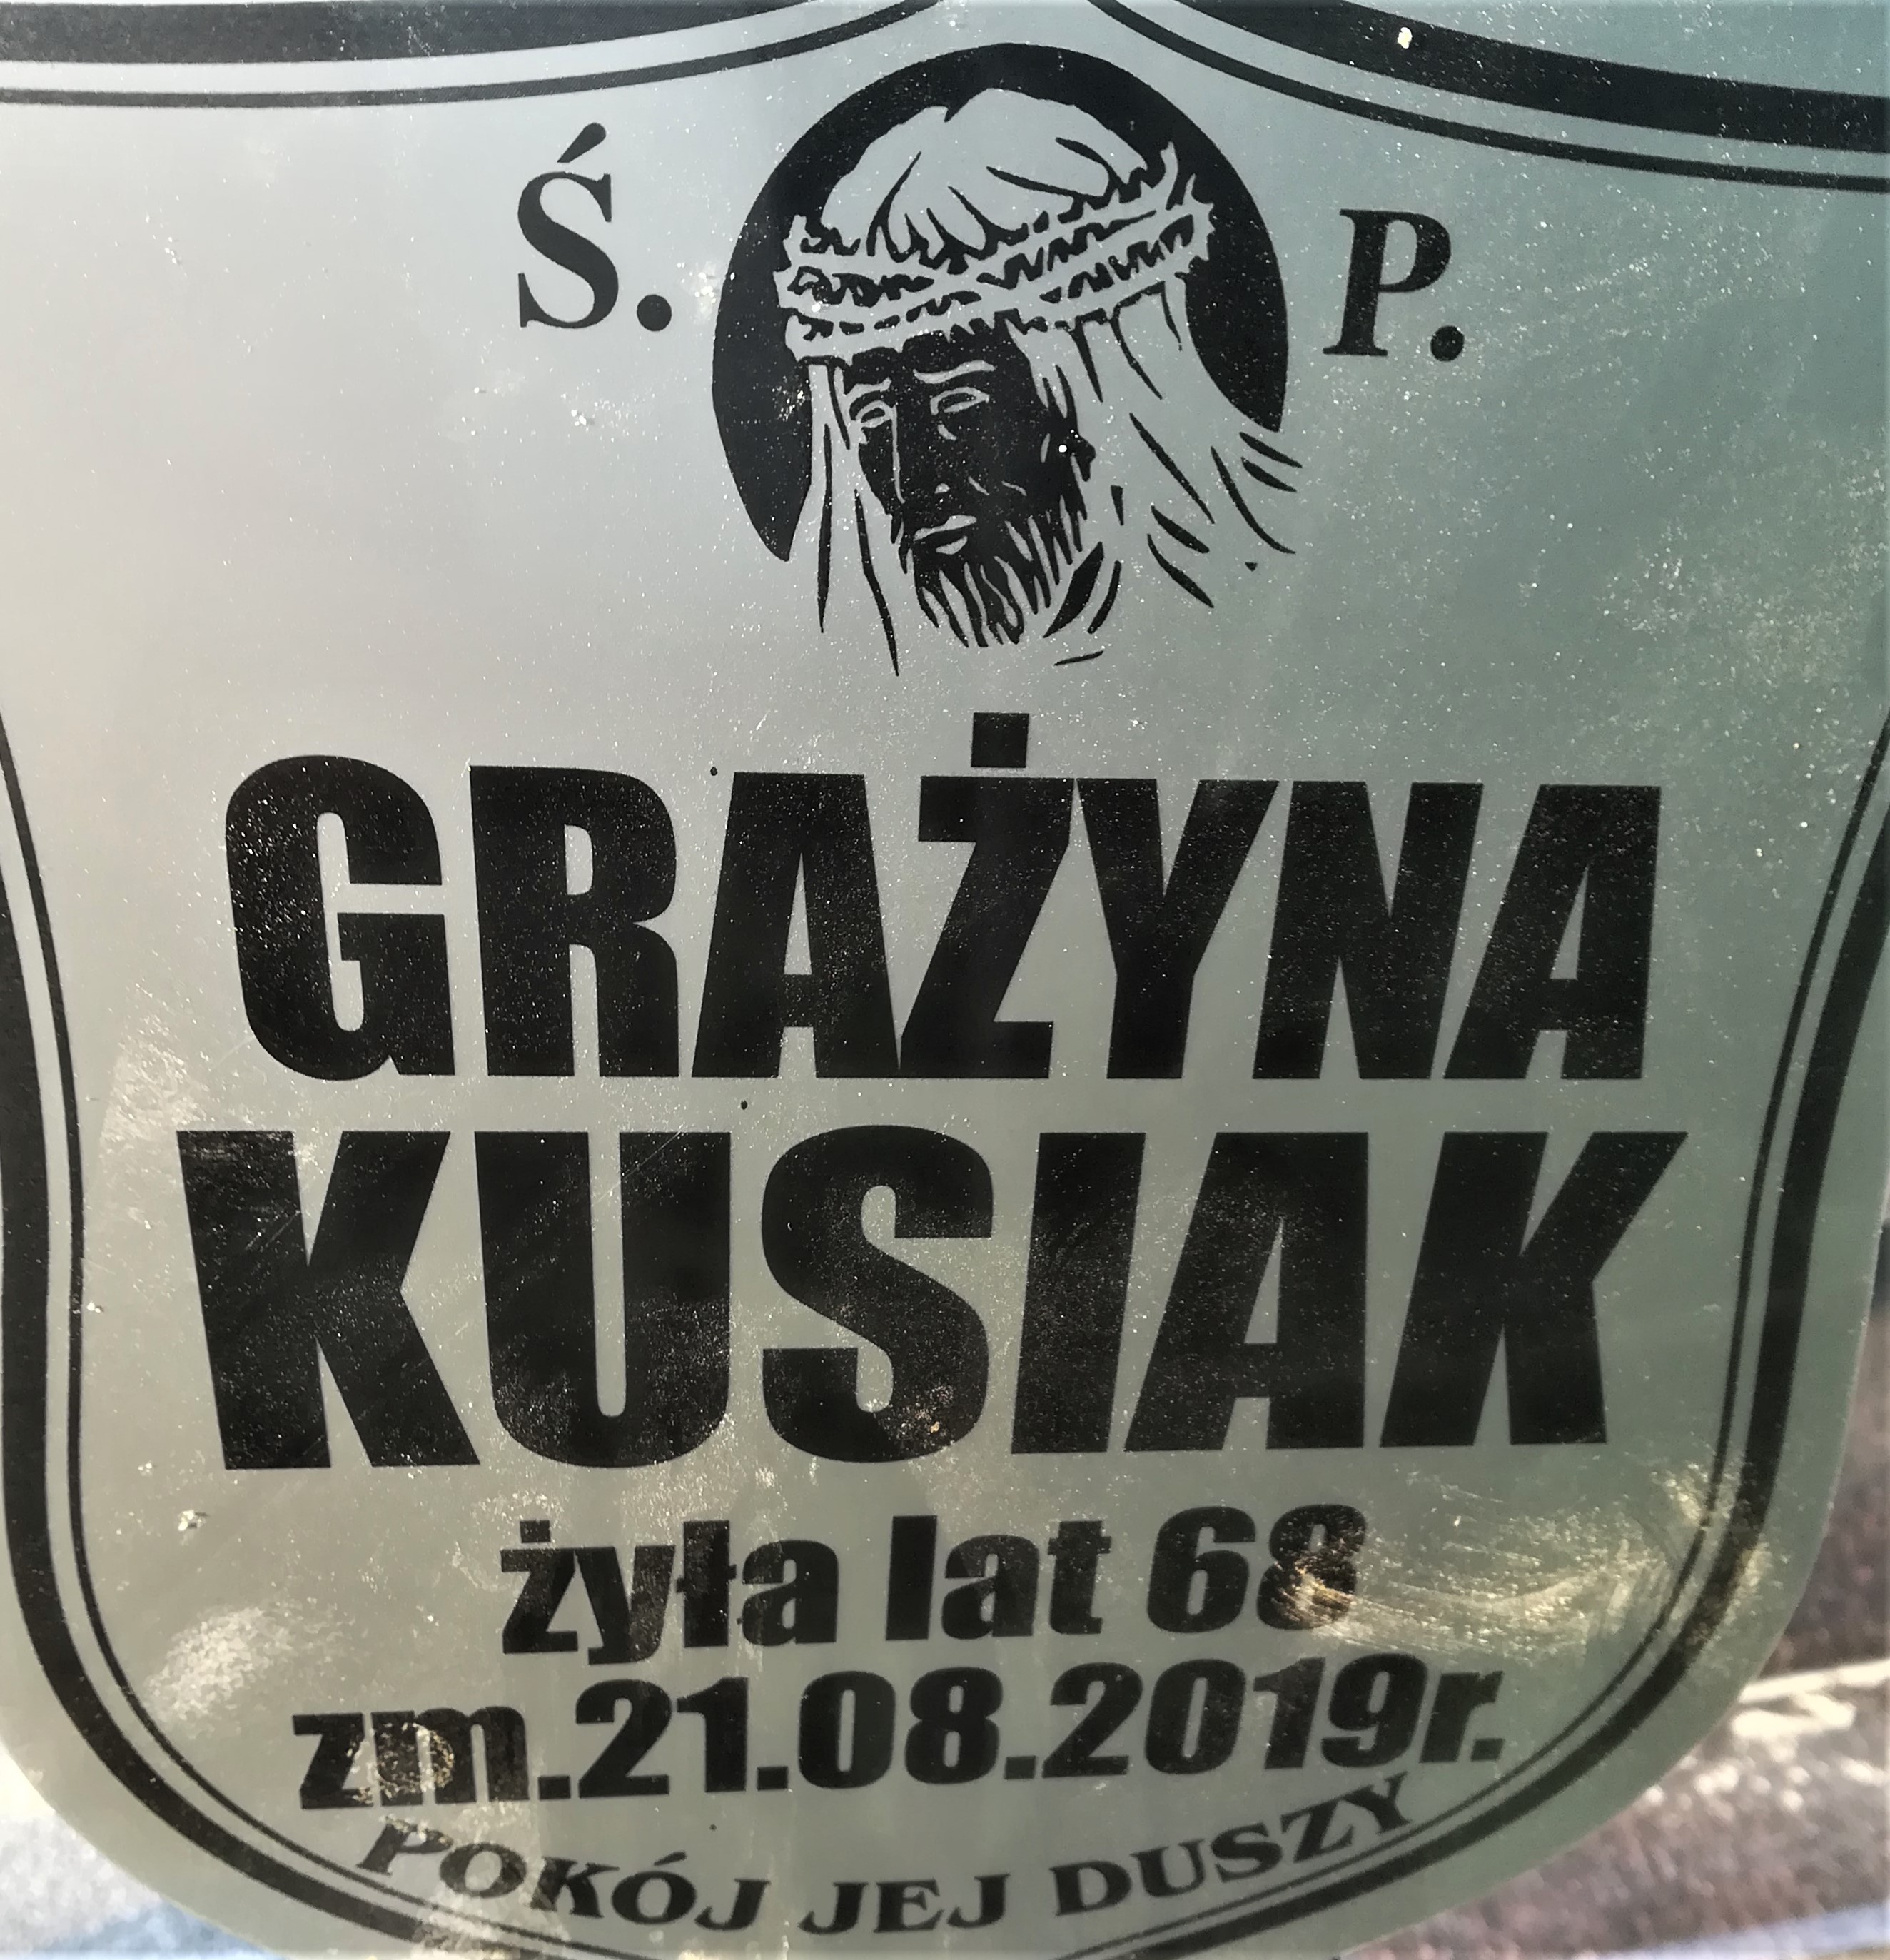 Ś. P.
GRAŻYNA
KUSIAK
żyła lat 68
zm.21.08.2019r.
POKÓJ JEJ DUSZY